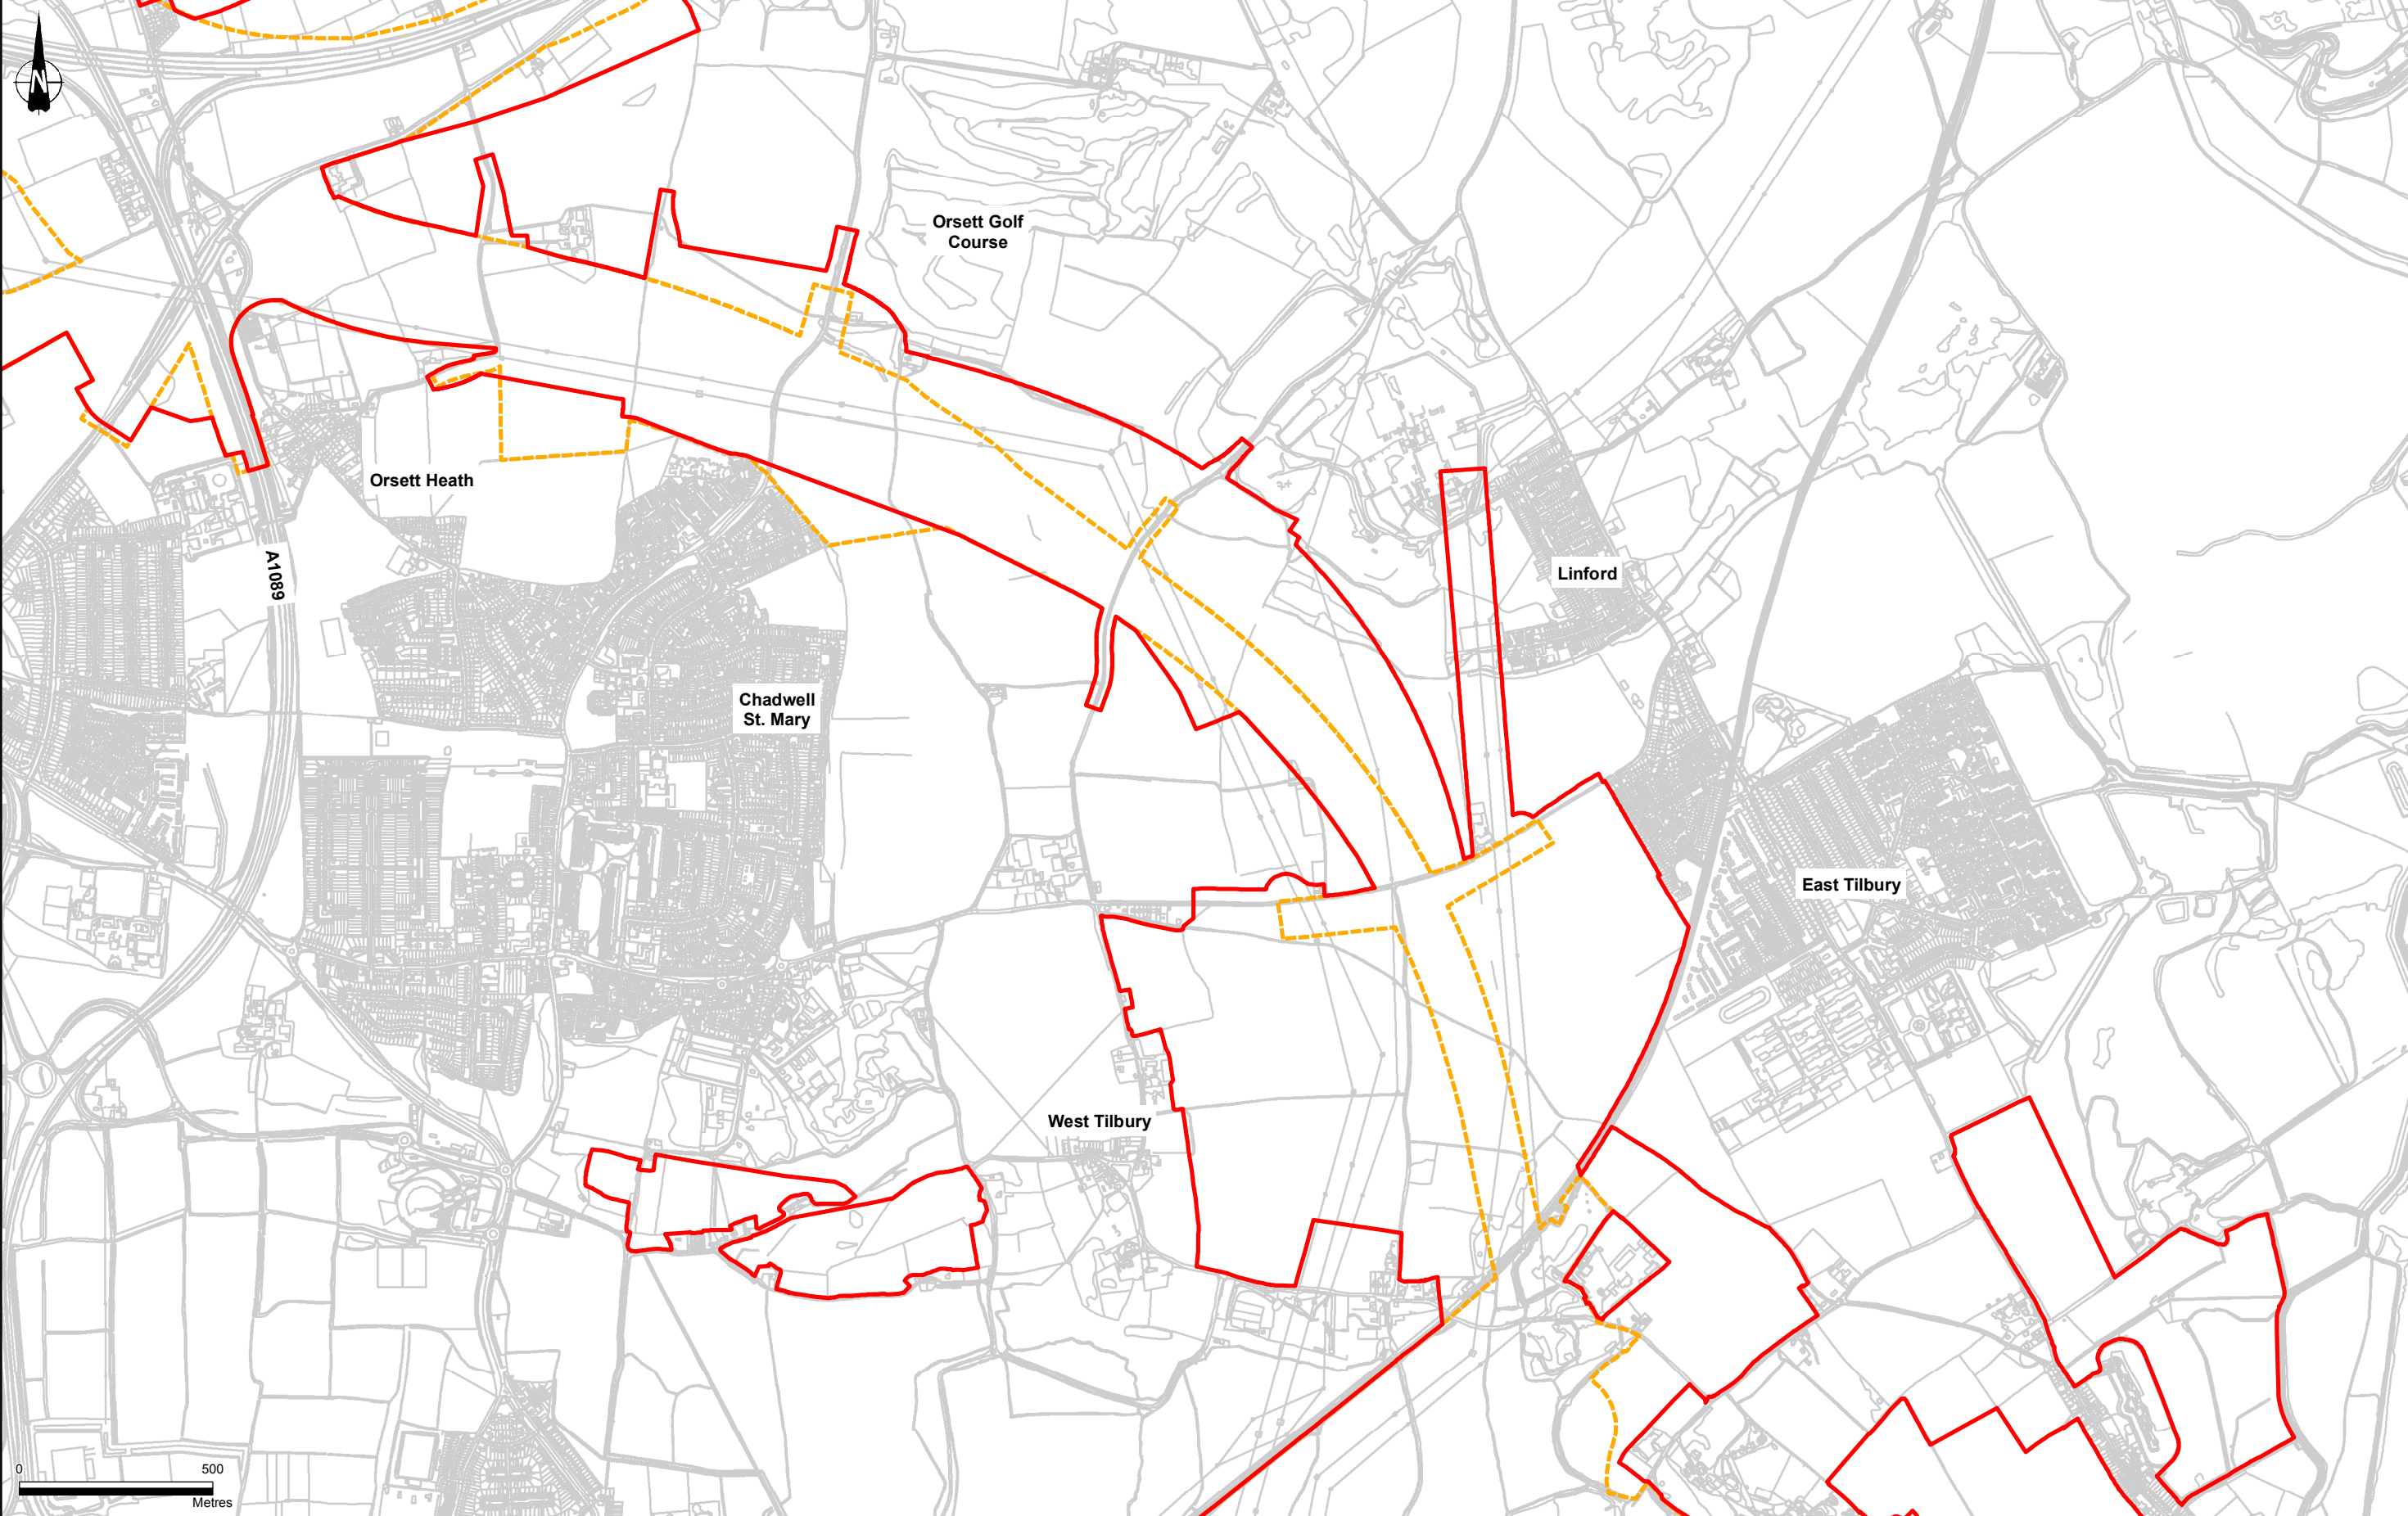 N
Orsett Golf
Course
Orsett Heath
A1089
Linford
Chadwell
St. Mary
East Tilbury
West Tilbury
0 500
Metres